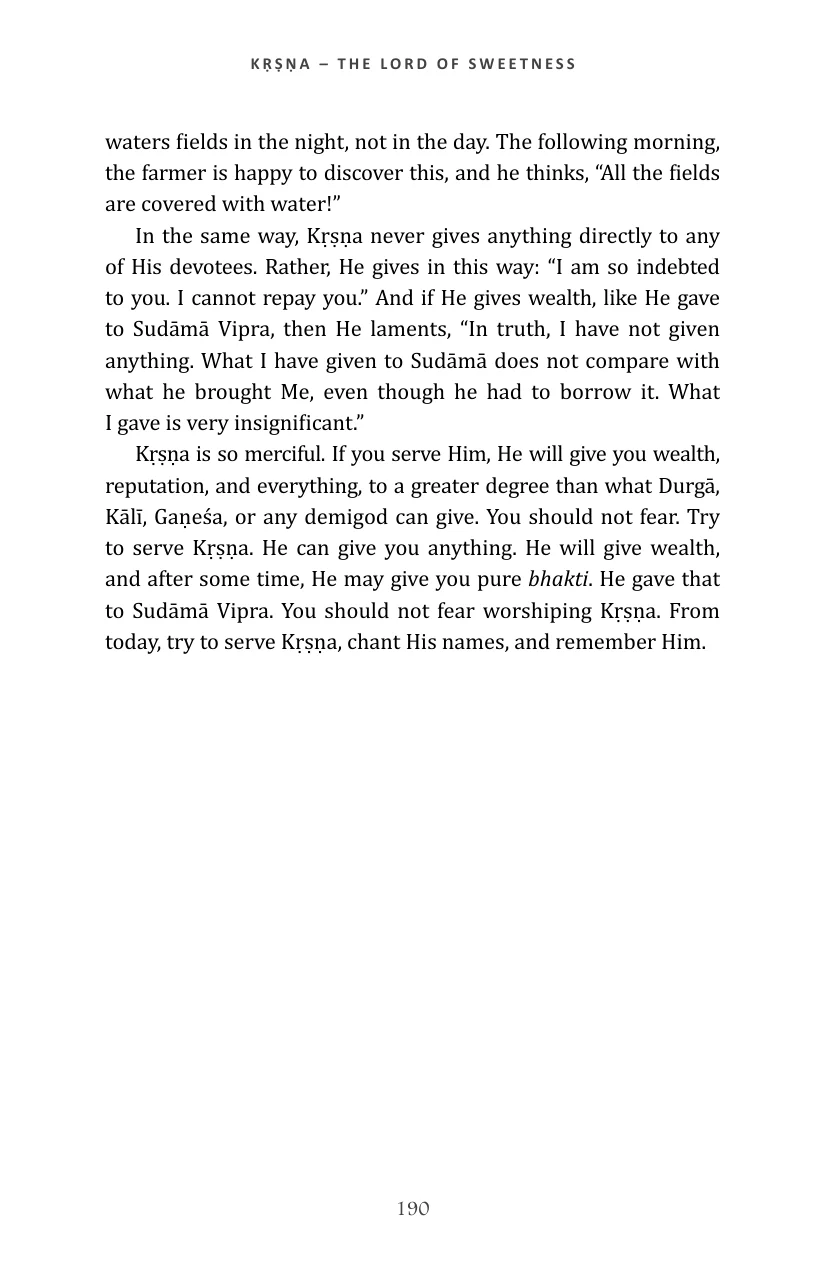 KṚṢṆA – THE LORD OF SWEETNESS
waters fields in the night, not in the day. The following morning,
the farmer is happy to discover this, and he thinks, “All the fields
are covered with water!”
In the same way, Kṛṣṇa never gives anything directly to any
of His devotees. Rather, He gives in this way: “I am so indebted
to you. I cannot repay you.” And if He gives wealth, like He gave
to Sudāmā Vipra, then He laments, “In truth, I have not given
anything. What I have given to Sudāmā does not compare with
what he brought Me, even though he had to borrow it. What
I gave is very insignificant.”
Kṛṣṇa is so merciful. If you serve Him, He will give you wealth,
reputation, and everything, to a greater degree than what Durgā,
Kālī, Gaṇeśa, or any demigod can give. You should not fear. Try
to serve Kṛṣṇa. He can give you anything. He will give wealth,
and after some time, He may give you pure bhakti. He gave that
to Sudāmā Vipra. You should not fear worshiping Kṛṣṇa. From
today, try to serve Kṛṣṇa, chant His names, and remember Him.
190